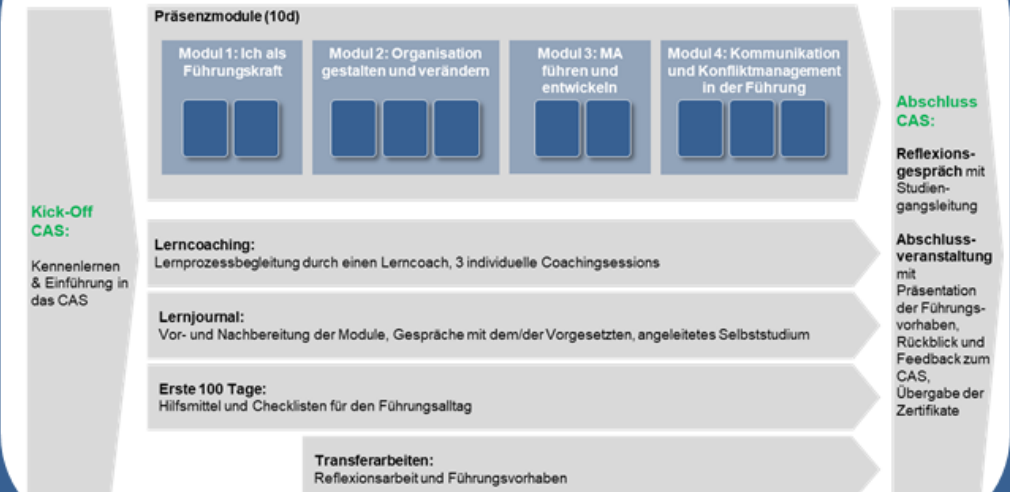 Präsenzmodule (10d)
Modul 1: Ich als
Führungskraft
Modul 2: Organisation
gestalten und verändern
Modul 3: MA
führen und
entwickeln
Modul 4: Kommunikation
und Konfliktmanagement
in der Führung
Kick-Off
CAS:
Kennenlernen
& Einführung in
das CAS
Lerncoaching:
Lernprozessbegleitung durch einen Lerncoach, 3 individuelle Coachingsessions
Lernjournal:
Vor- und Nachbereitung der Module, Gespräche mit dem/der Vorgesetzten, angeleitetes Selbststudium
Erste 100 Tage:
Hilfsmittel und Checklisten für den Führungsalltag
Transferarbeiten:
Reflexionsarbeit und Führungsvorhaben
Abschluss
CAS:
Reflexions-
gespräch mit
Studien-
gangsleitung
Abschluss-
veranstaltung
mit
Präsentation
der Führungs-
vorhaben,
Rückblick und
Feedback zum
CAS,
Übergabe der
Zertifikate